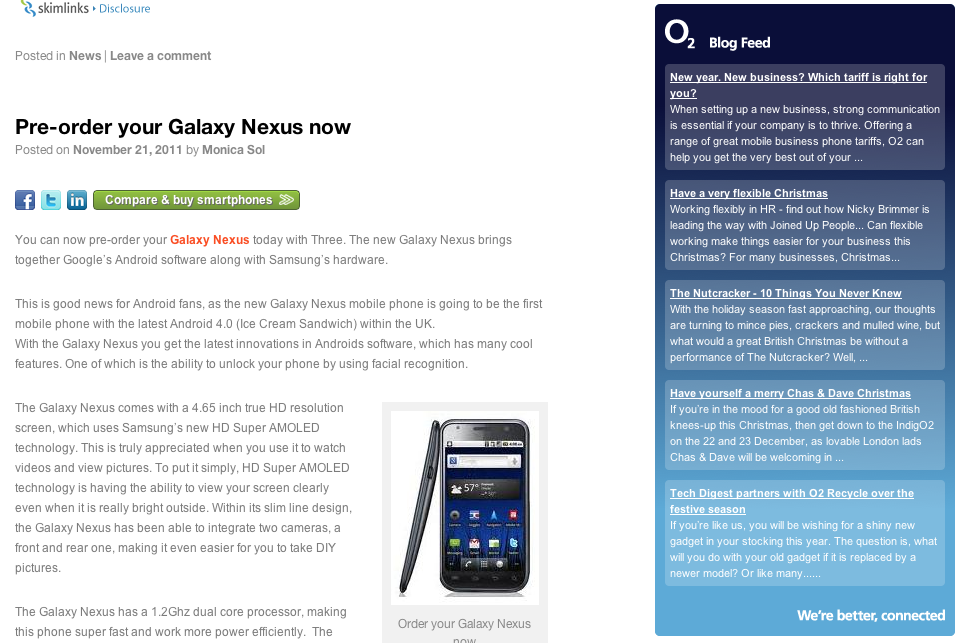 skimlinks Disclosure
Posted in News | Leave a comment
Pre-order your Galaxy Nexus now
Posted on November 21, 2011 by Monica Sol
Compare & buy smartphones
You can now pre-order your Galaxy Nexus today with Three. The new Galaxy Nexus brings
together Google's Android software along with Samsung's hardware.
This is good news for Android fans, as the new Galaxy Nexus mobile phone is going to be the first
mobile phone with the latest Android 4.0 (Ice Cream Sandwich) within the UK.
With the Galaxy Nexus you get the latest innovations in Androids software, which has many cool
features. One of which is the ability to unlock your phone by using facial recognition.
The Galaxy Nexus comes with a 4.65 inch true HD resolution
screen, which uses Samsung's new HD Super AMOLED
technology. This is truly appreciated when you use it to watch
videos and view pictures. To put it simply, HD Super AMOLED
technology is having the ability to view your screen clearly
even when it is really bright outside. Within its slim line design,
the Galaxy Nexus has been able to integrate two cameras, a
front and rear one, making it even easier for you to take DIY
pictures.
57°
Order your Galaxy Nexus
now
The Galaxy Nexus has a 1.2Ghz dual core processor, making
this phone super fast and work more power efficiently. The
O2 Blog Feed
New year. New business? Which tariff is right for
you?
When setting up a new business, strong communication
is essential if your company is to thrive. Offering a
range of great mobile business phone tariffs, O2 can
help you get the very best out of your ...
Have a very flexible Christmas
Working flexibly in HR - find out how Nicky Brimmer is
leading the way with Joined Up People... Can flexible
working make things easier for your business this
Christmas? For many businesses, Christmas...
The Nutcracker - 10 Things You Never Knew
With the holiday season fast approaching, our thoughts
are turning to mince pies, crackers and mulled wine, but
what would a great British Christmas be without a
performance of The Nutcracker? Well, ...
Have yourself a merry Chas & Dave Christmas
If you're in the mood for a good old fashioned British
knees-up this Christmas, then get down to the IndigO2
on the 22 and 23 December, as lovable London lads
Chas & Dave will be welcoming in ...
Tech Digest partners with O2 Recycle over the
festive season
If you're like us, you will be wishing for a shiny new
gadget in your stocking this year. The question is, what
will you do with your old gadget if it is replaced by a
newer model? Or like many......
We're better, connected